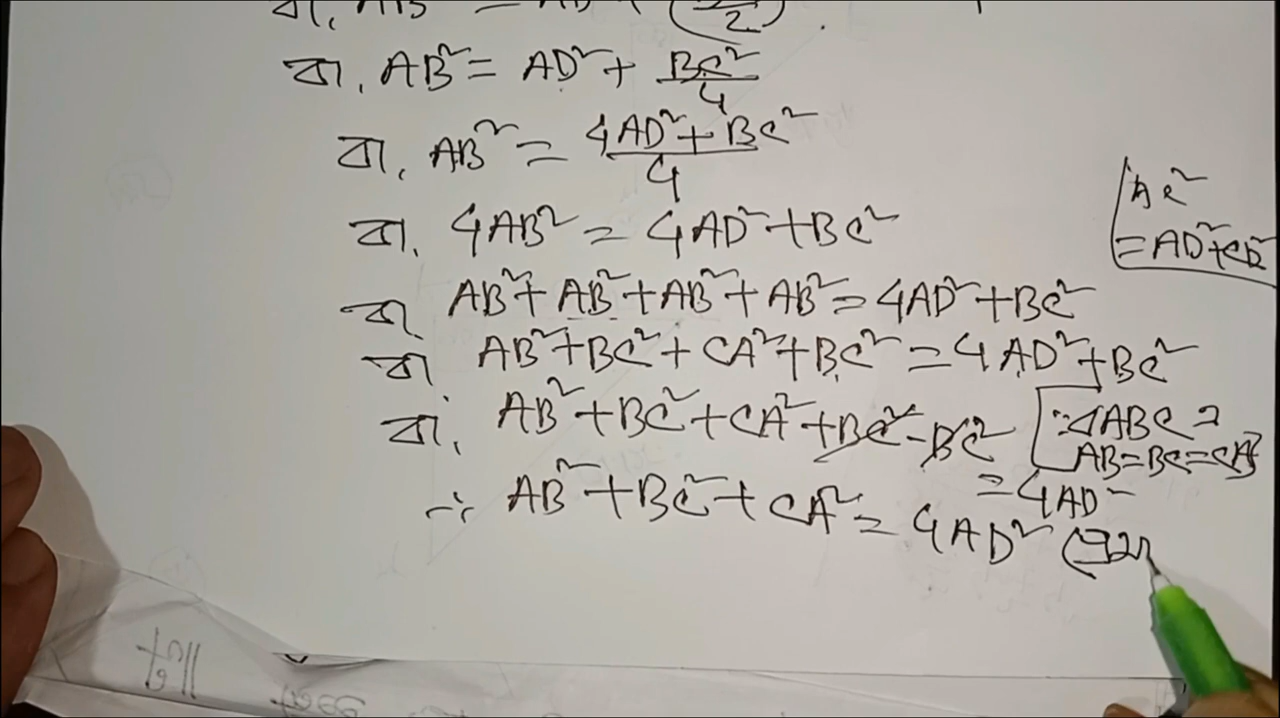 বা, AB² = AD² + BC²/4
বা, AB² = (4AD² + BC²)/4
বা, 4AB² = 4AD² + BC²
AC²
= AD² + CD²
বা, AB² + AB² + AB² + AB² = 4AD² + BC²
বা, AB² + BC² + CA² + BC² = 4AD² + BC²
বা, AB² + BC² + CA² + BC² - BC²
= 4AD²
[∵ ΔABC এ
AB=BC=CA]
∴ AB² + BC² + CA² = 4AD² (প্রমা